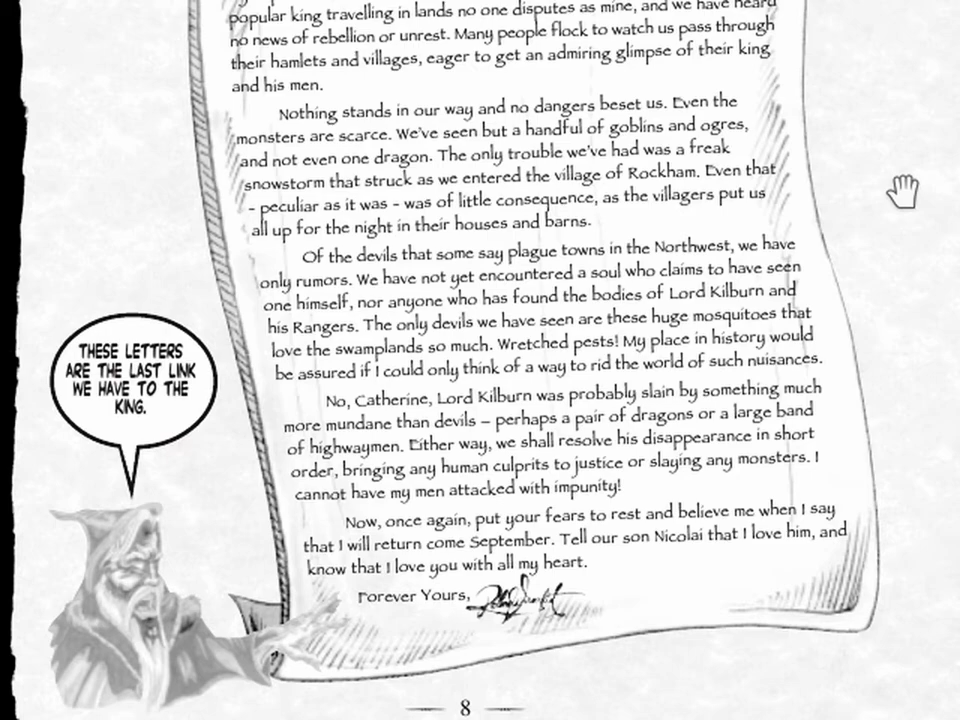 popular king travelling in lands no one disputes as mine, and we have heard
no news of rebellion or unrest. Many people flock to watch us pass through
their hamlets and villages, eager to get an admiring glimpse of their king
and his men.
Nothing stands in our way and no dangers beset us. Even the
monsters are scarce. We've seen but a handful of goblins and ogres,
and not even one dragon. The only trouble we've had was a freak
snowstorm that struck as we entered the village of Rockham. Even that
- peculiar as it was - was of little consequence, as the villagers put us
all up for the night in their houses and barns.
Of the devils that some say plague towns in the Northwest, we have
only rumors. We have not yet encountered a soul who claims to have seen
one himself, nor anyone who has found the bodies of Lord Kilburn and
his Rangers. The only devils we have seen are these huge mosquitoes that
love the swamplands so much. Wretched pests! My place in history would
be assured if I could only think of a way to rid the world of such nuisances.
No, Catherine, Lord Kilburn was probably slain by something much
more mundane than devils – perhaps a pair of dragons or a large band
of highwaymen. Either way, we shall resolve his disappearance in short
order, bringing any human culprits to justice or slaying any monsters. I
cannot have my men attacked with impunity!
Now, once again, put your fears to rest and believe me when I say
that I will return come September. Tell our son Nicolai that I love him, and
know that I love you with all my heart.
Forever Yours,
THESE LETTERS
ARE THE LAST LINK
WE HAVE TO THE
KING.
8